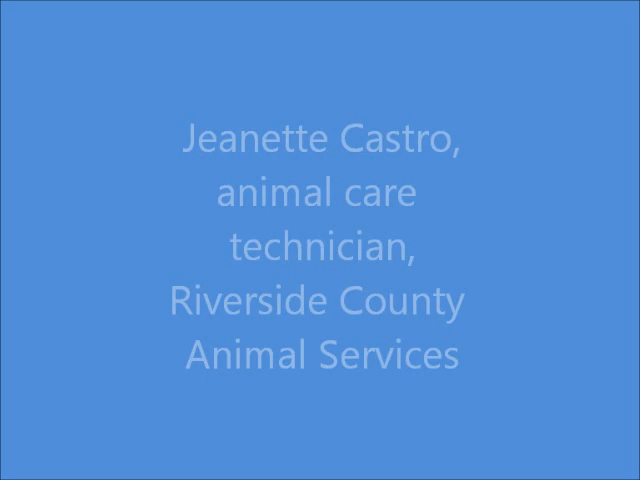 Jeanette Castro,
animal care
technician,
Riverside County
Animal Services